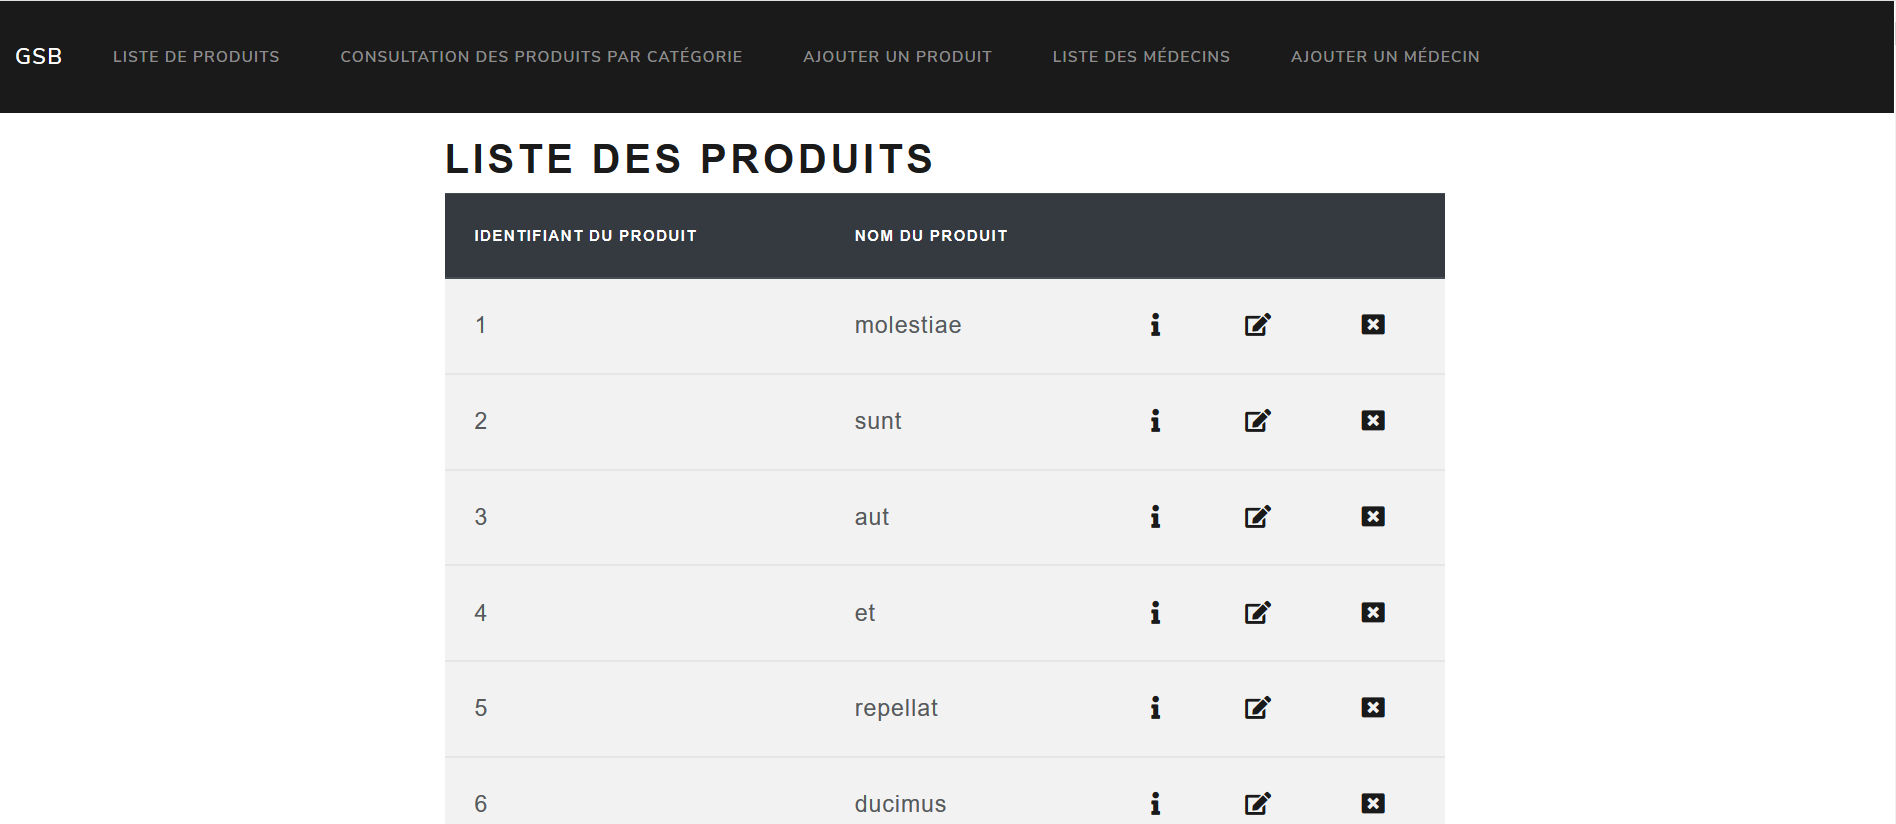 GSB LISTE DE PRODUITS CONSULTATION DES PRODUITS PAR CATÉGORIE AJOUTER UN PRODUIT LISTE DES MÉDECINS AJOUTER UN MÉDECIN
LISTE DES PRODUITS
IDENTIFIANT DU PRODUIT NOM DU PRODUIT
1 molestiae
2 sunt
3 aut
4 et
5 repellat
6 ducimus